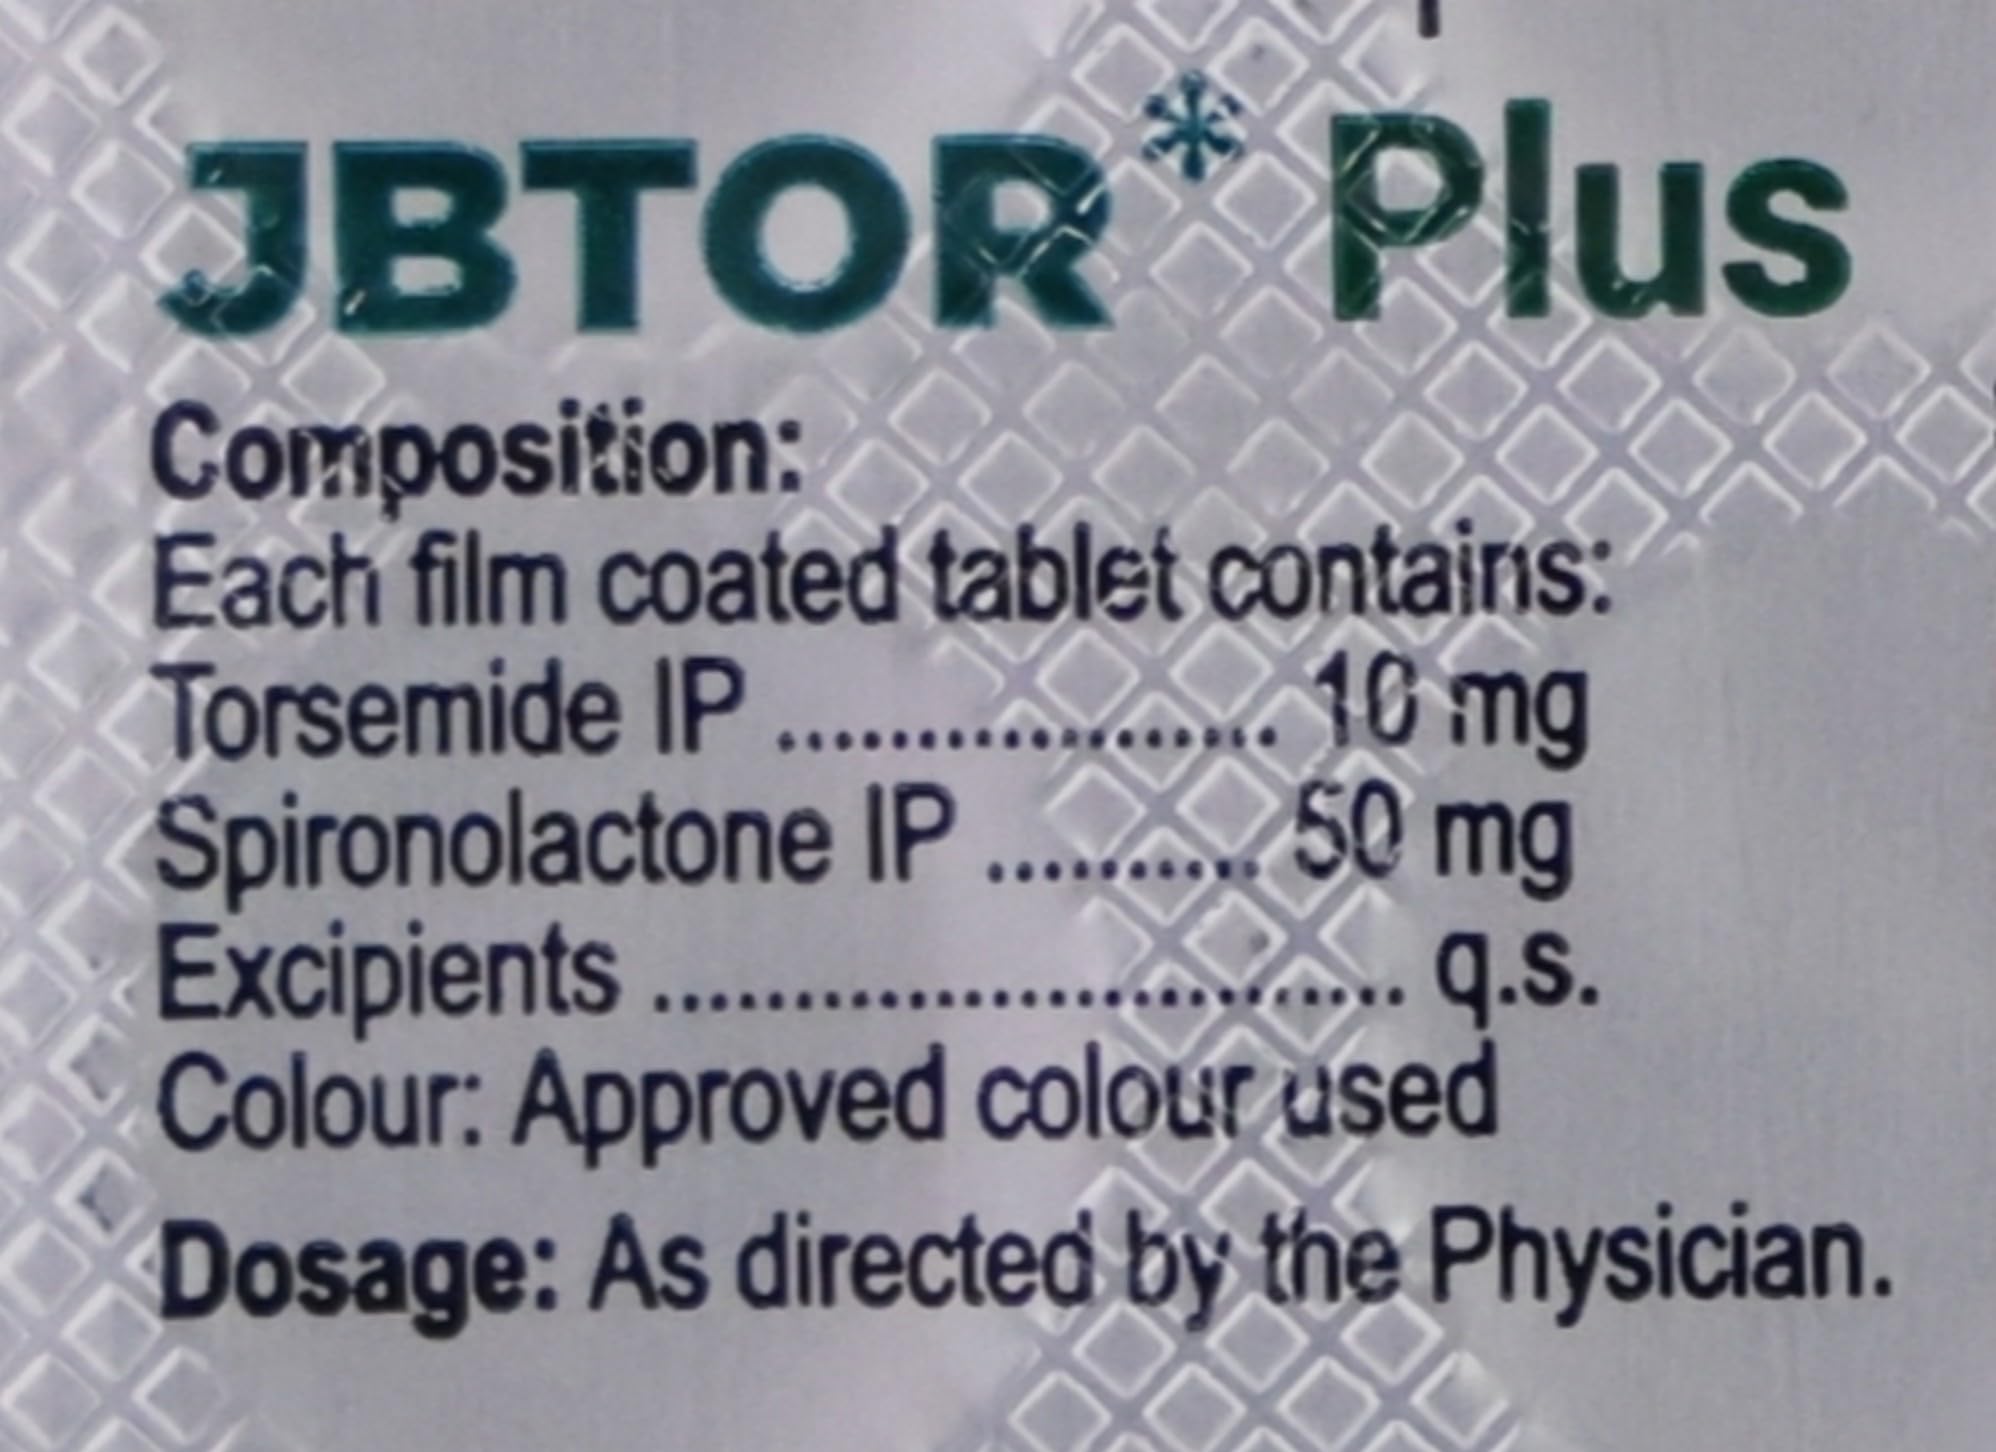 JBTOR* Plus
Composition:
Each film coated tablet contains:
Torsemide IP .................. 10 mg
Spironolactone IP .......... 50 mg
Excipients ........................... q.s.
Colour: Approved colour used
Dosage: As directed by the Physician.